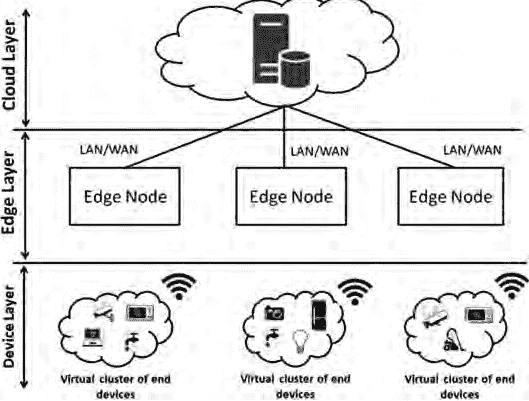 Cloud Layer
LAN/WAN
LAN/WAN
LAN/WAN
Edge Layer
Edge Node
Edge Node
Edge Node
Device Layer
Virtual cluster of end
devices
Virtual cluster of end
devices
Virtual cluster of end
devices